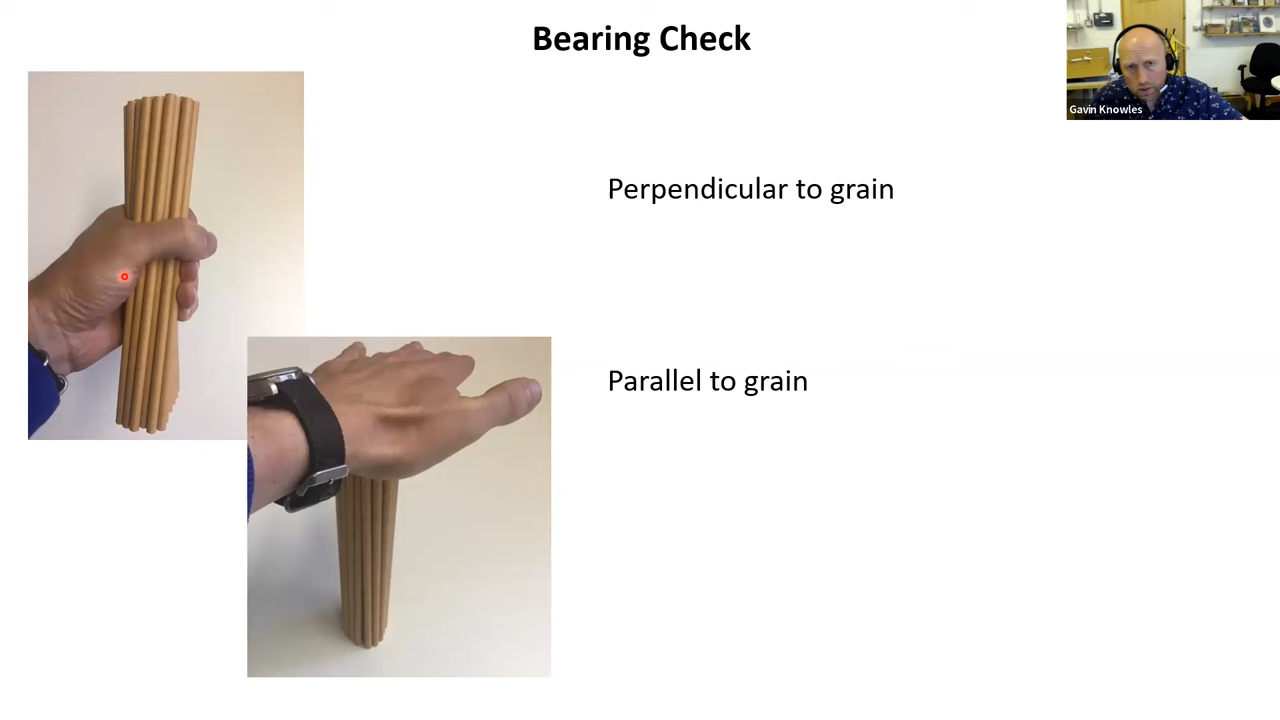 Bearing Check
Gavin Knowles
Perpendicular to grain
Parallel to grain